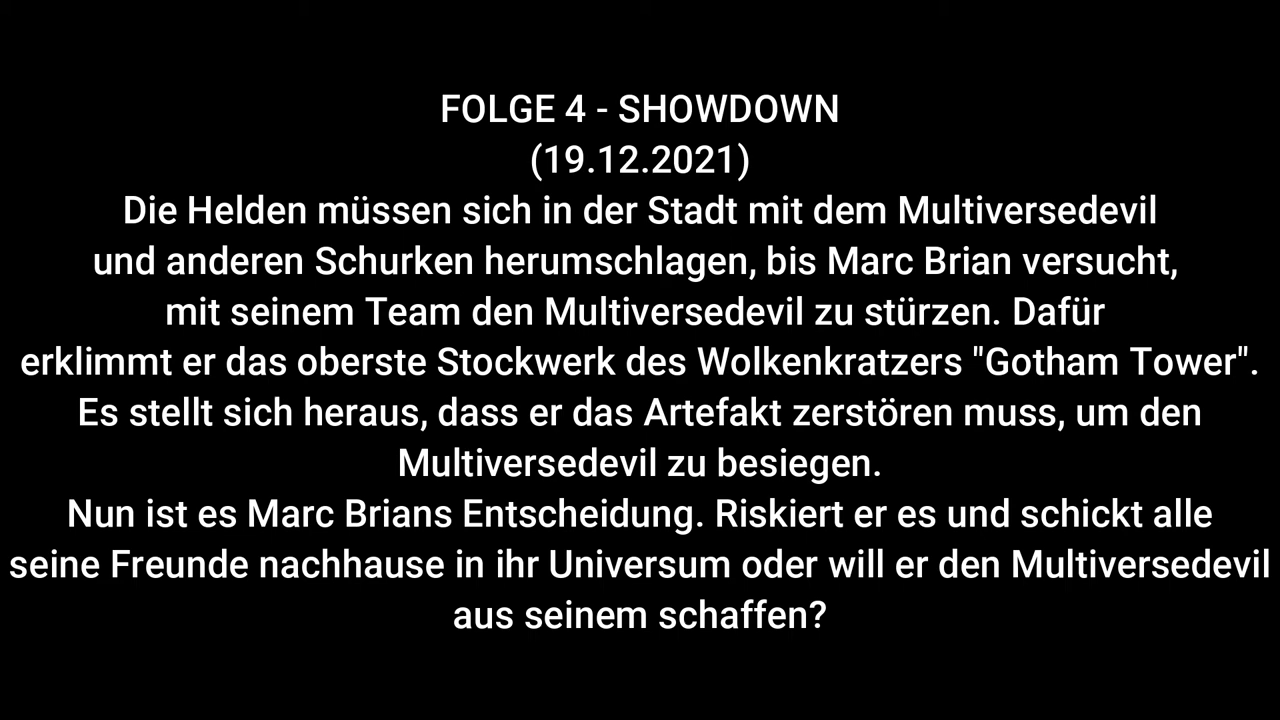 FOLGE 4 - SHOWDOWN
(19.12.2021)
Die Helden müssen sich in der Stadt mit dem Multiversedevil
und anderen Schurken herumschlagen, bis Marc Brian versucht,
mit seinem Team den Multiversedevil zu stürzen. Dafür
erklimmt er das oberste Stockwerk des Wolkenkratzers "Gotham Tower".
Es stellt sich heraus, dass er das Artefakt zerstören muss, um den
Multiversedevil zu besiegen.
Nun ist es Marc Brians Entscheidung. Riskiert er es und schickt alle
seine Freunde nachhause in ihr Universum oder will er den Multiversedevil
aus seinem schaffen?